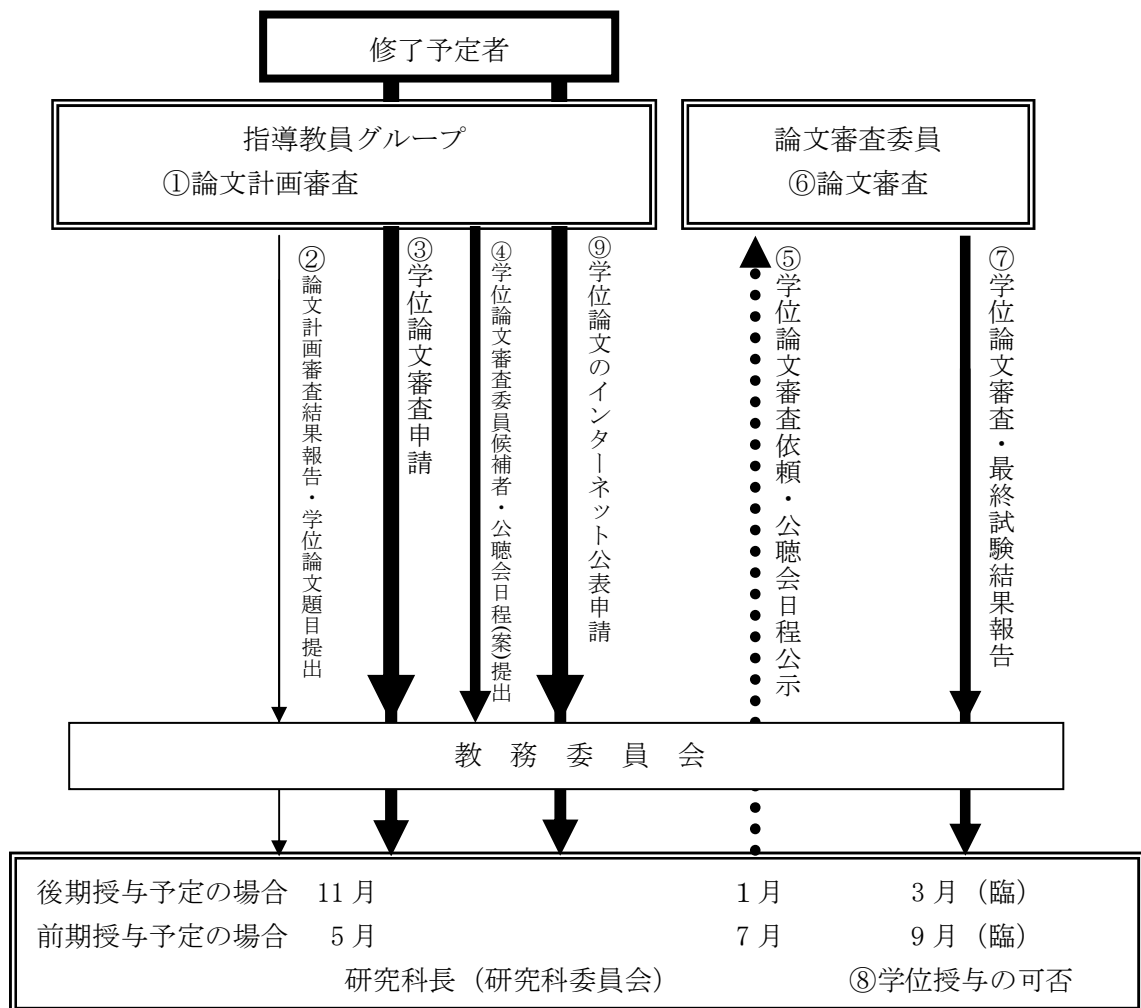 修了予定者
指導教員グループ
①論文計画審査
論文審査委員
⑥論文審査
②論文計画審査結果報告・学位論文題目提出
③学位論文審査申請
④学位論文審査委員候補者・公聴会日程(案)提出
⑨学位論文のインターネット公表申請
⑤学位論文審査依頼・公聴会日程公示
⑦学位論文審査・最終試験結果報告
教 務 委 員 会
後期授与予定の場合 11 月 1 月 3 月（臨）
前期授与予定の場合 5 月 7 月 9 月（臨）
研究科長（研究科委員会） ⑧学位授与の可否